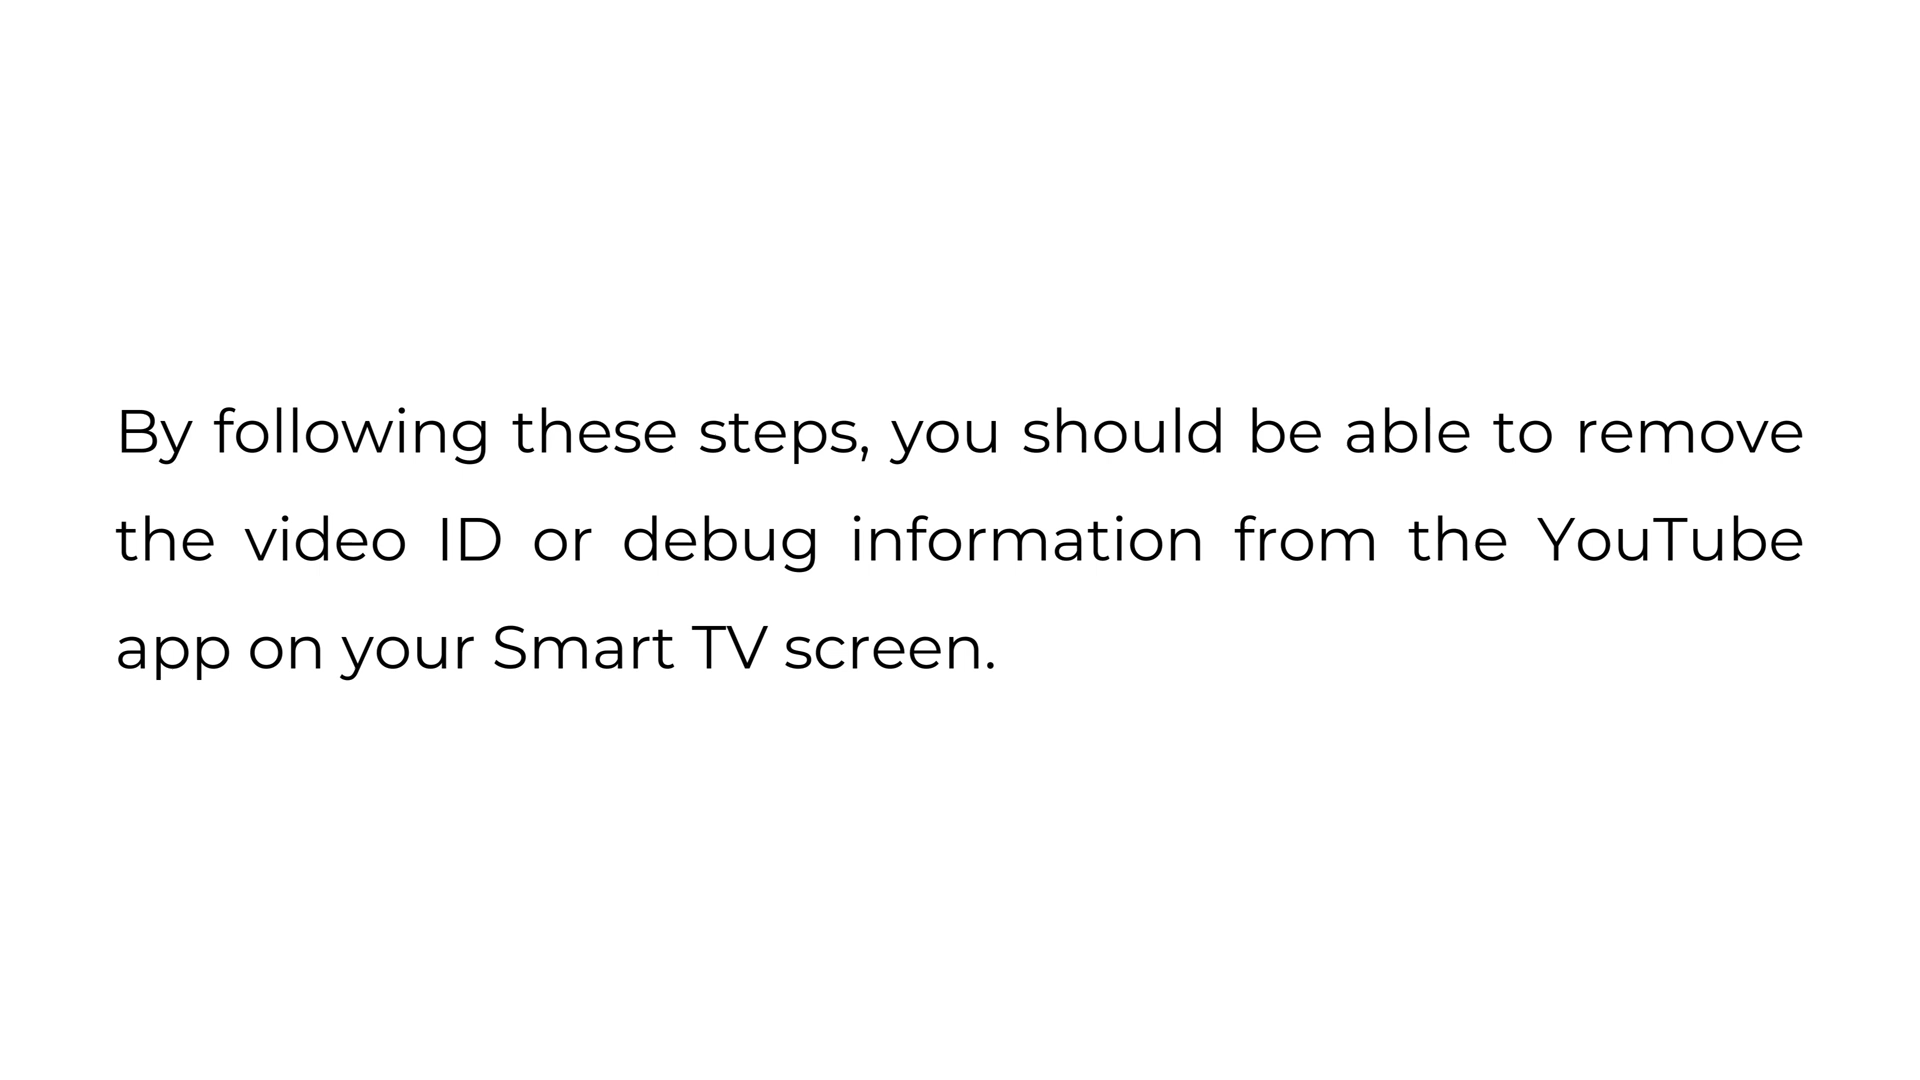 By following these steps, you should be able to remove
the video ID or debug information from the YouTube
app on your Smart TV screen.